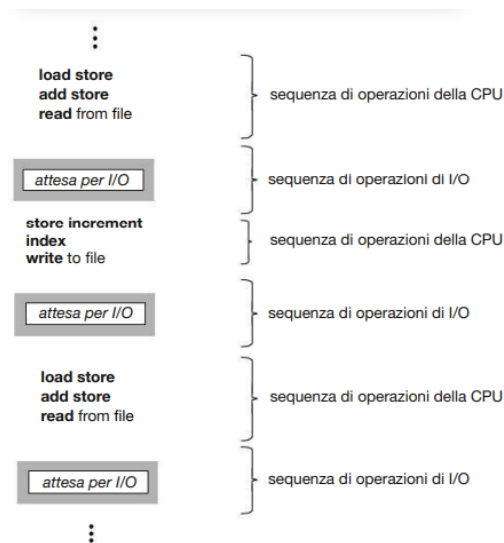 load store
add store
read from file
sequenza di operazioni della CPU
attesa per I/O
sequenza di operazioni di I/O
store increment
index
write to file
sequenza di operazioni della CPU
attesa per I/O
sequenza di operazioni di I/O
load store
add store
read from file
sequenza di operazioni della CPU
attesa per I/O
sequenza di operazioni di I/O